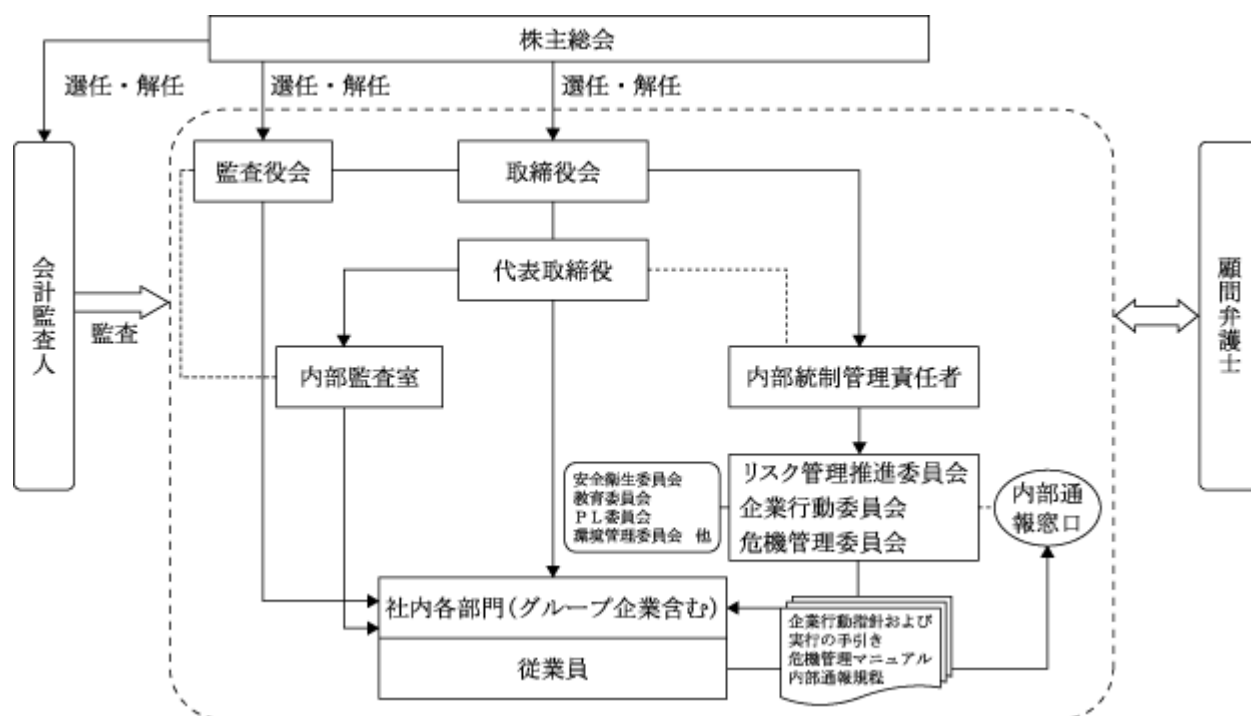 株主総会
選任・解任
選任・解任
選任・解任
監査役会
取締役会
代表取締役
会計監査人
監査
顧問弁護士
内部監査室
内部統制管理責任者
安全衛生委員会
教育委員会
PL委員会
環境管理委員会 他
リスク管理推進委員会
企業行動委員会
危機管理委員会
内部通
報窓口
社内各部門(グループ企業含む)
従業員
企業行動指針および
実行の手引き
危機管理マニュアル
内部通報規程